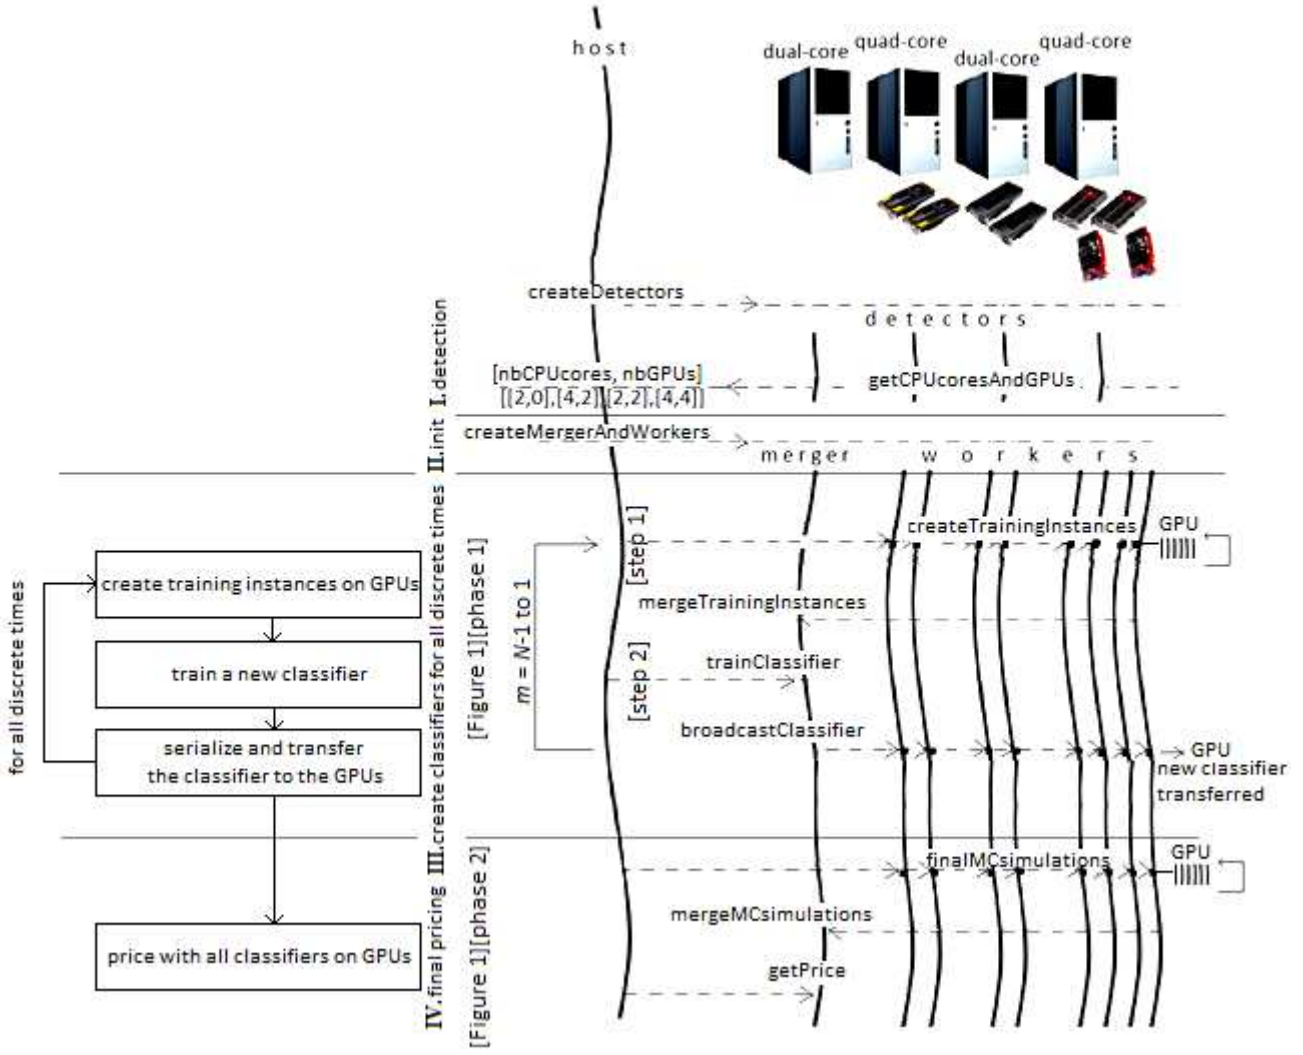 host
dual-core
quad-core
dual-core
quad-core
createDetectors
detectors
[nbCPUcores, nbGPUs]
[[2,0],[4,2],[2,2],[4,4]]
getCPUcoresAndGPUs
I.detection
createMergerAndWorkers
merger
workers
II.init
for all discrete times
create training instances on GPUs
train a new classifier
serialize and transfer
the classifier to the GPUs
III.create classifiers for all discrete times
[Figure 1][phase 1]
m = N-1 to 1
[step 1]
createTrainingInstances
GPU
mergeTrainingInstances
[step 2]
trainClassifier
broadcastClassifier
GPU
new classifier
transferred
price with all classifiers on GPUs
IV.final pricing
[Figure 1][phase 2]
finalMCsimulations
GPU
mergeMCsimulations
getPrice